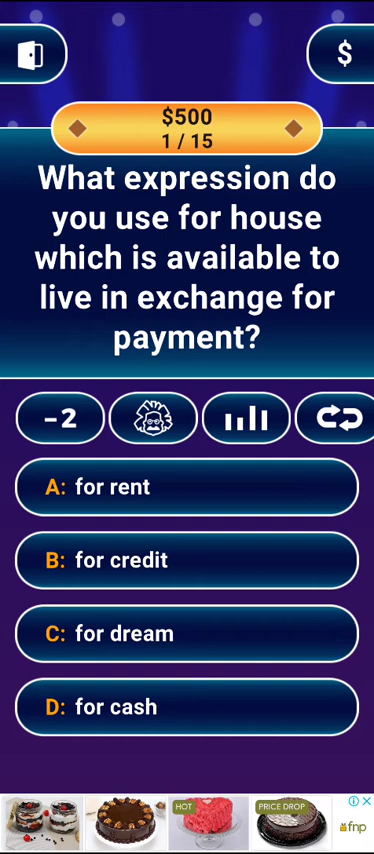 $
$500
1 / 15
What expression do
you use for house
which is available to
live in exchange for
payment?
−2
A: for rent
B: for credit
C: for dream
D: for cash
HOT
PRICE DROP
fnp